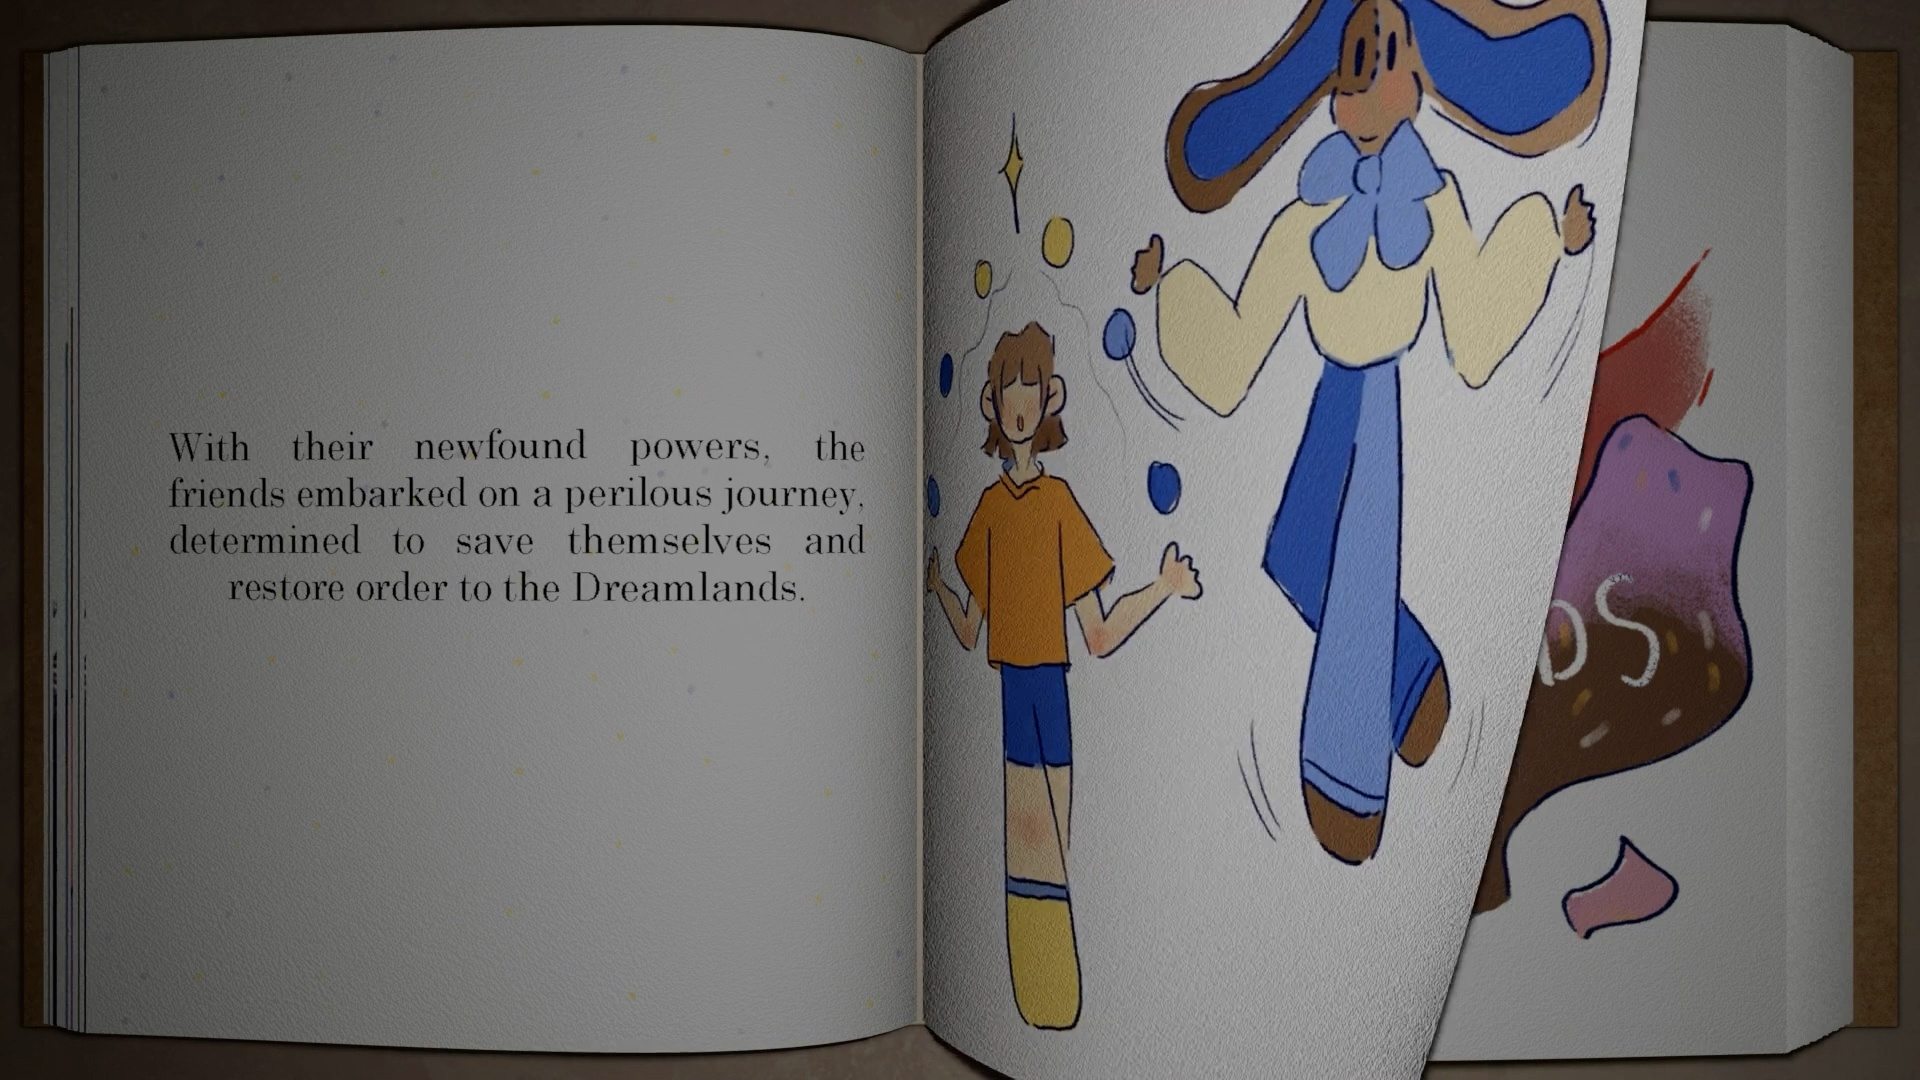 With their newfound powers, the
friends embarked on a perilous journey,
determined to save themselves and
restore order to the Dreamlands.
DS